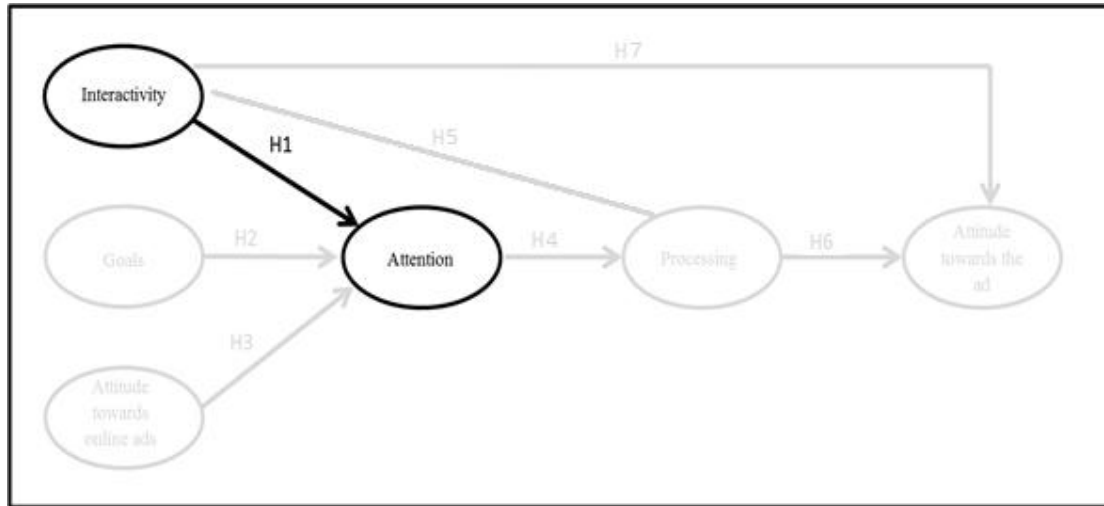 H7
Interactivity
H5
H1
H2
H4
H6
Goals
Attention
Processing
Attitude
towards the
ad
H3
Attitude
towards
online ads